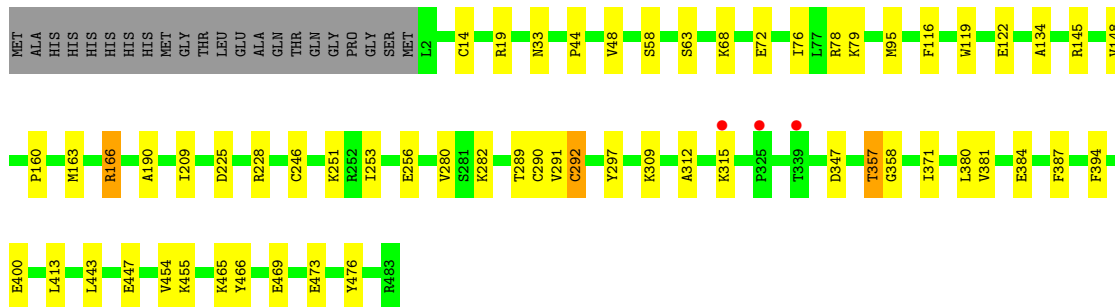 MET ALA HIS HIS HIS HIS HIS HIS MET GLY THR LEU GLU ALA GLN THR GLN GLY PRO GLY SER MET L2 C14 R19 N33 P44 V48 S58 S63 K68 E72 I76 L77 R78 K79 M95 F116 W119 E122 A134 R145 V148
P160 M163 R166 A190 I209 D225 R228 C246 K251 R252 I253 E256 V280 S281 K282 T289 C290 V291 C292 Y297 K309 A312 K315 P325 T339 D347 T357 G358 I371 L380 V381 E384 F387 F394
E400 L413 L443 E447 V454 K455 K465 Y466 E469 E473 Y476 R483